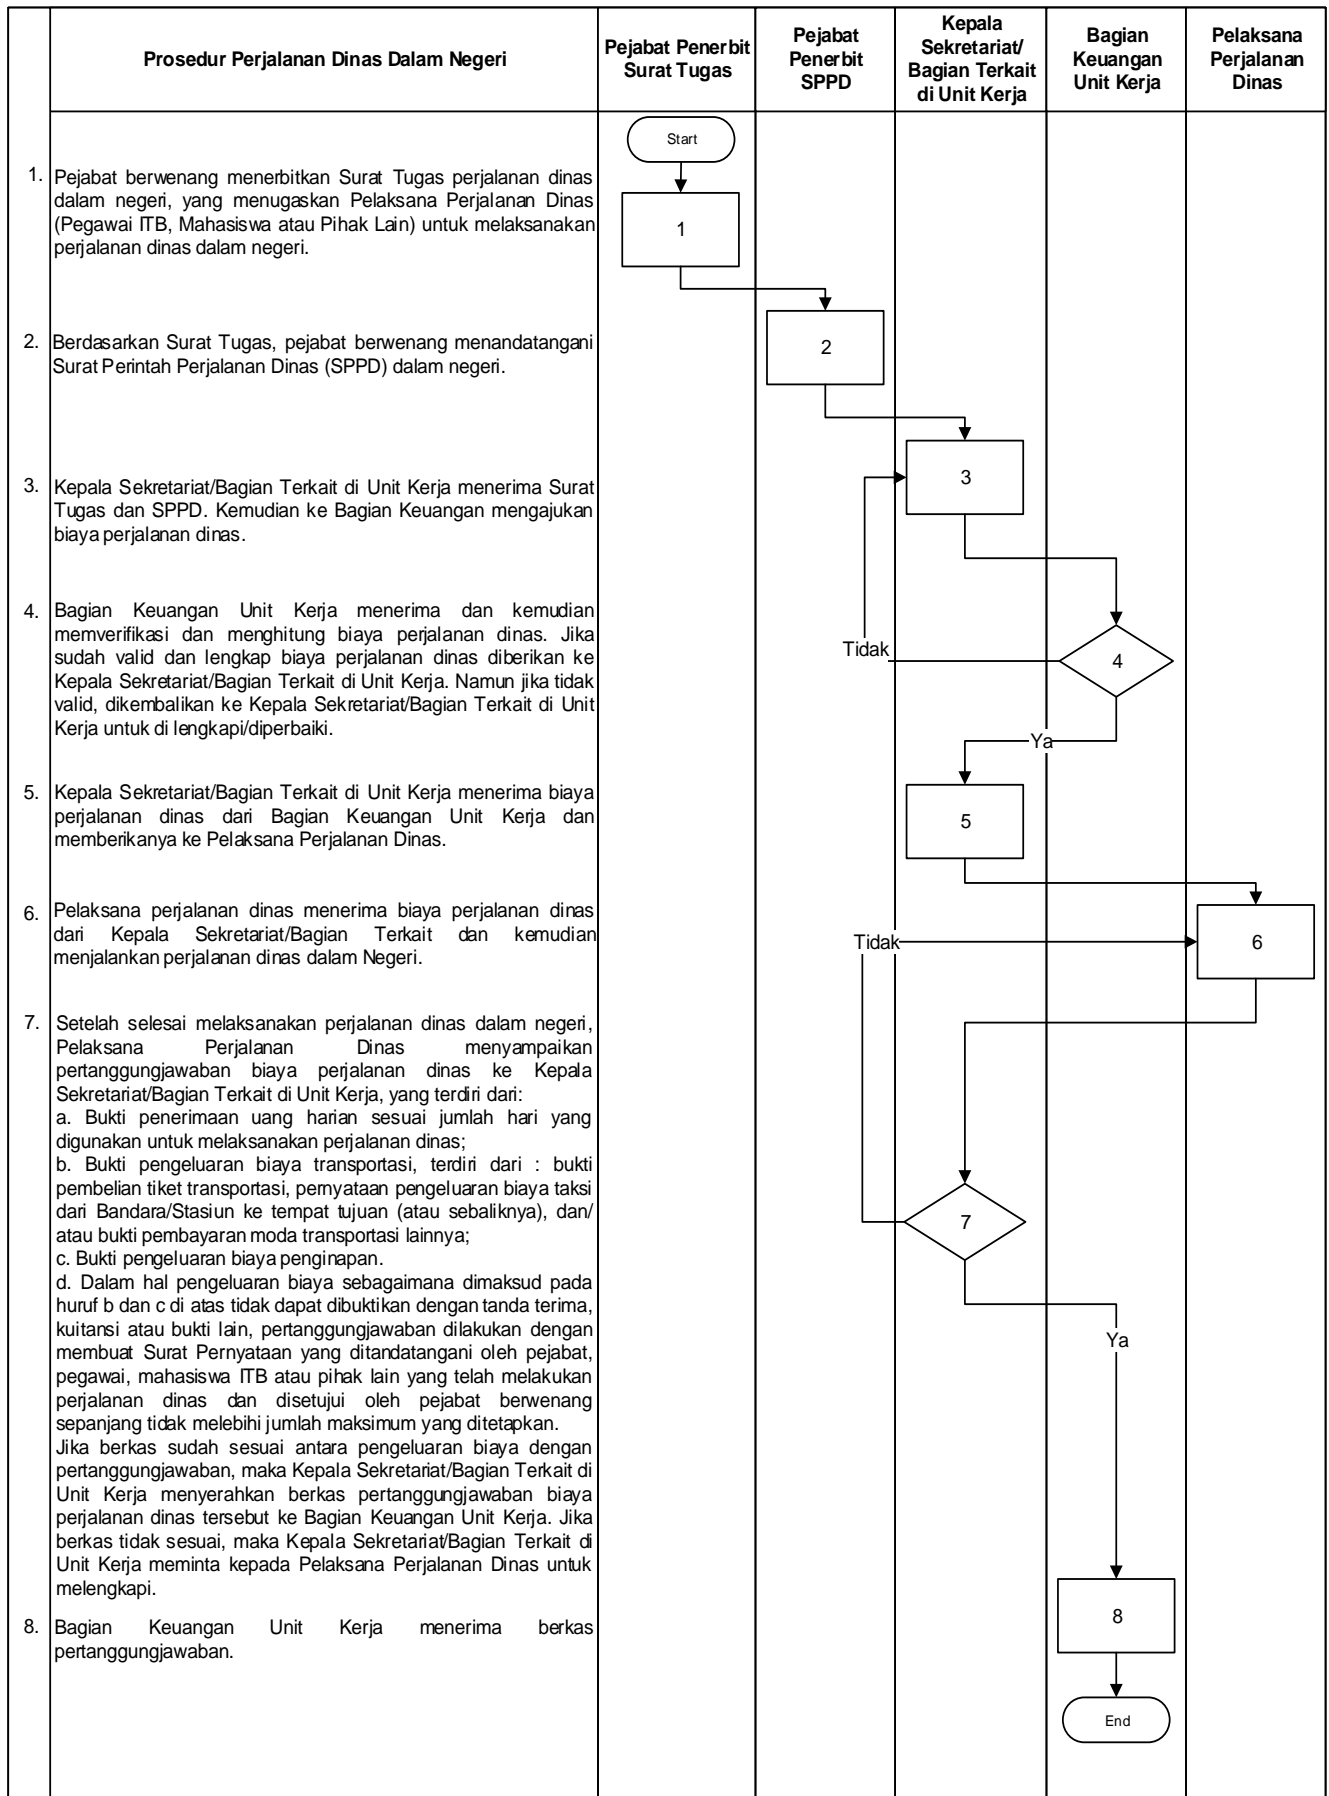 Prosedur Perjalanan Dinas Dalam Negeri
Pejabat Penerbit
Surat Tugas
Pejabat
Penerbit
SPPD
Kepala
Sekretariat/
Bagian Terkait
di Unit Kerja
Bagian
Keuangan
Unit Kerja
Pelaksana
Perjalanan
Dinas
Start
1. Pejabat berwenang menerbitkan Surat Tugas perjalanan dinas
dalam negeri, yang menugaskan Pelaksana Perjalanan Dinas
(Pegawai ITB, Mahasiswa atau Pihak Lain) untuk melaksanakan
perjalanan dinas dalam negeri.
1
2. Berdasarkan Surat Tugas, pejabat berwenang menandatangani
Surat Perintah Perjalanan Dinas (SPPD) dalam negeri.
2
3. Kepala Sekretariat/Bagian Terkait di Unit Kerja menerima Surat
Tugas dan SPPD. Kemudian ke Bagian Keuangan mengajukan
biaya perjalanan dinas.
3
4. Bagian Keuangan Unit Kerja menerima dan kemudian
memverifikasi dan menghitung biaya perjalanan dinas. Jika
sudah valid dan lengkap biaya perjalanan dinas diberikan ke
Kepala Sekretariat/Bagian Terkait di Unit Kerja. Namun jika tidak
valid, dikembalikan ke Kepala Sekretariat/Bagian Terkait di Unit
Kerja untuk di lengkapi/diperbaiki.
Tidak
4
Ya
5. Kepala Sekretariat/Bagian Terkait di Unit Kerja menerima biaya
perjalanan dinas dari Bagian Keuangan Unit Kerja dan
memberikanya ke Pelaksana Perjalanan Dinas.
5
6. Pelaksana perjalanan dinas menerima biaya perjalanan dinas
dari Kepala Sekretariat/Bagian Terkait dan kemudian
menjalankan perjalanan dinas dalam Negeri.
Tidak
6
7. Setelah selesai melaksanakan perjalanan dinas dalam negeri,
Pelaksana Perjalanan Dinas menyampaikan
pertanggungjawaban biaya perjalanan dinas ke Kepala
Sekretariat/Bagian Terkait di Unit Kerja, yang terdiri dari:
a. Bukti penerimaan uang harian sesuai jumlah hari yang
digunakan untuk melaksanakan perjalanan dinas;
b. Bukti pengeluaran biaya transportasi, terdiri dari : bukti
pembelian tiket transportasi, pernyataan pengeluaran biaya taksi
dari Bandara/Stasiun ke tempat tujuan (atau sebaliknya), dan/
atau bukti pembayaran moda transportasi lainnya;
c. Bukti pengeluaran biaya penginapan.
d. Dalam hal pengeluaran biaya sebagaimana dimaksud pada
huruf b dan c di atas tidak dapat dibuktikan dengan tanda terima,
kuitansi atau bukti lain, pertanggungjawaban dilakukan dengan
membuat Surat Pernyataan yang ditandatangani oleh pejabat,
pegawai, mahasiswa ITB atau pihak lain yang telah melakukan
perjalanan dinas dan disetujui oleh pejabat berwenang
sepanjang tidak melebihi jumlah maksimum yang ditetapkan.
Jika berkas sudah sesuai antara pengeluaran biaya dengan
pertanggungjawaban, maka Kepala Sekretariat/Bagian Terkait di
Unit Kerja menyerahkan berkas pertanggungjawaban biaya
perjalanan dinas tersebut ke Bagian Keuangan Unit Kerja. Jika
berkas tidak sesuai, maka Kepala Sekretariat/Bagian Terkait di
Unit Kerja meminta kepada Pelaksana Perjalanan Dinas untuk
melengkapi.
7
Ya
8. Bagian Keuangan Unit Kerja menerima berkas
pertanggungjawaban.
8
End